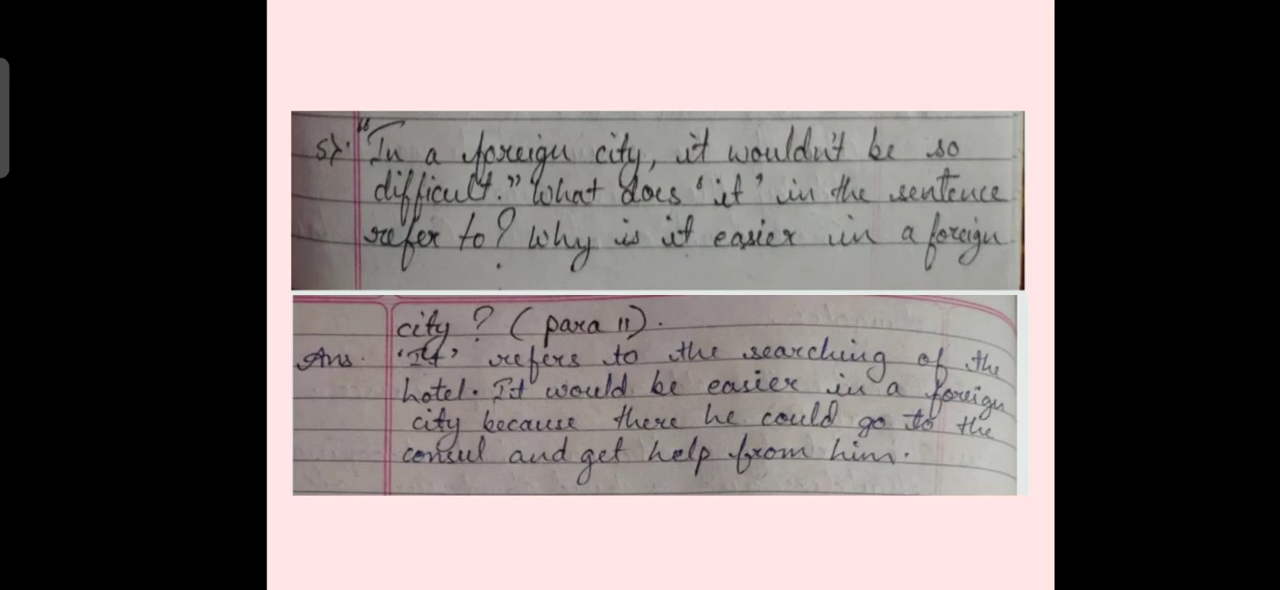 5). "In a foreign city, it wouldn't be so
difficult." What does 'it' in the sentence
refer to? Why is it easier in a foreign
city? (para 11).
Ans. 'It' refers to the searching of the
hotel. It would be easier in a foreign
city because there he could go to the
consul and get help from him.